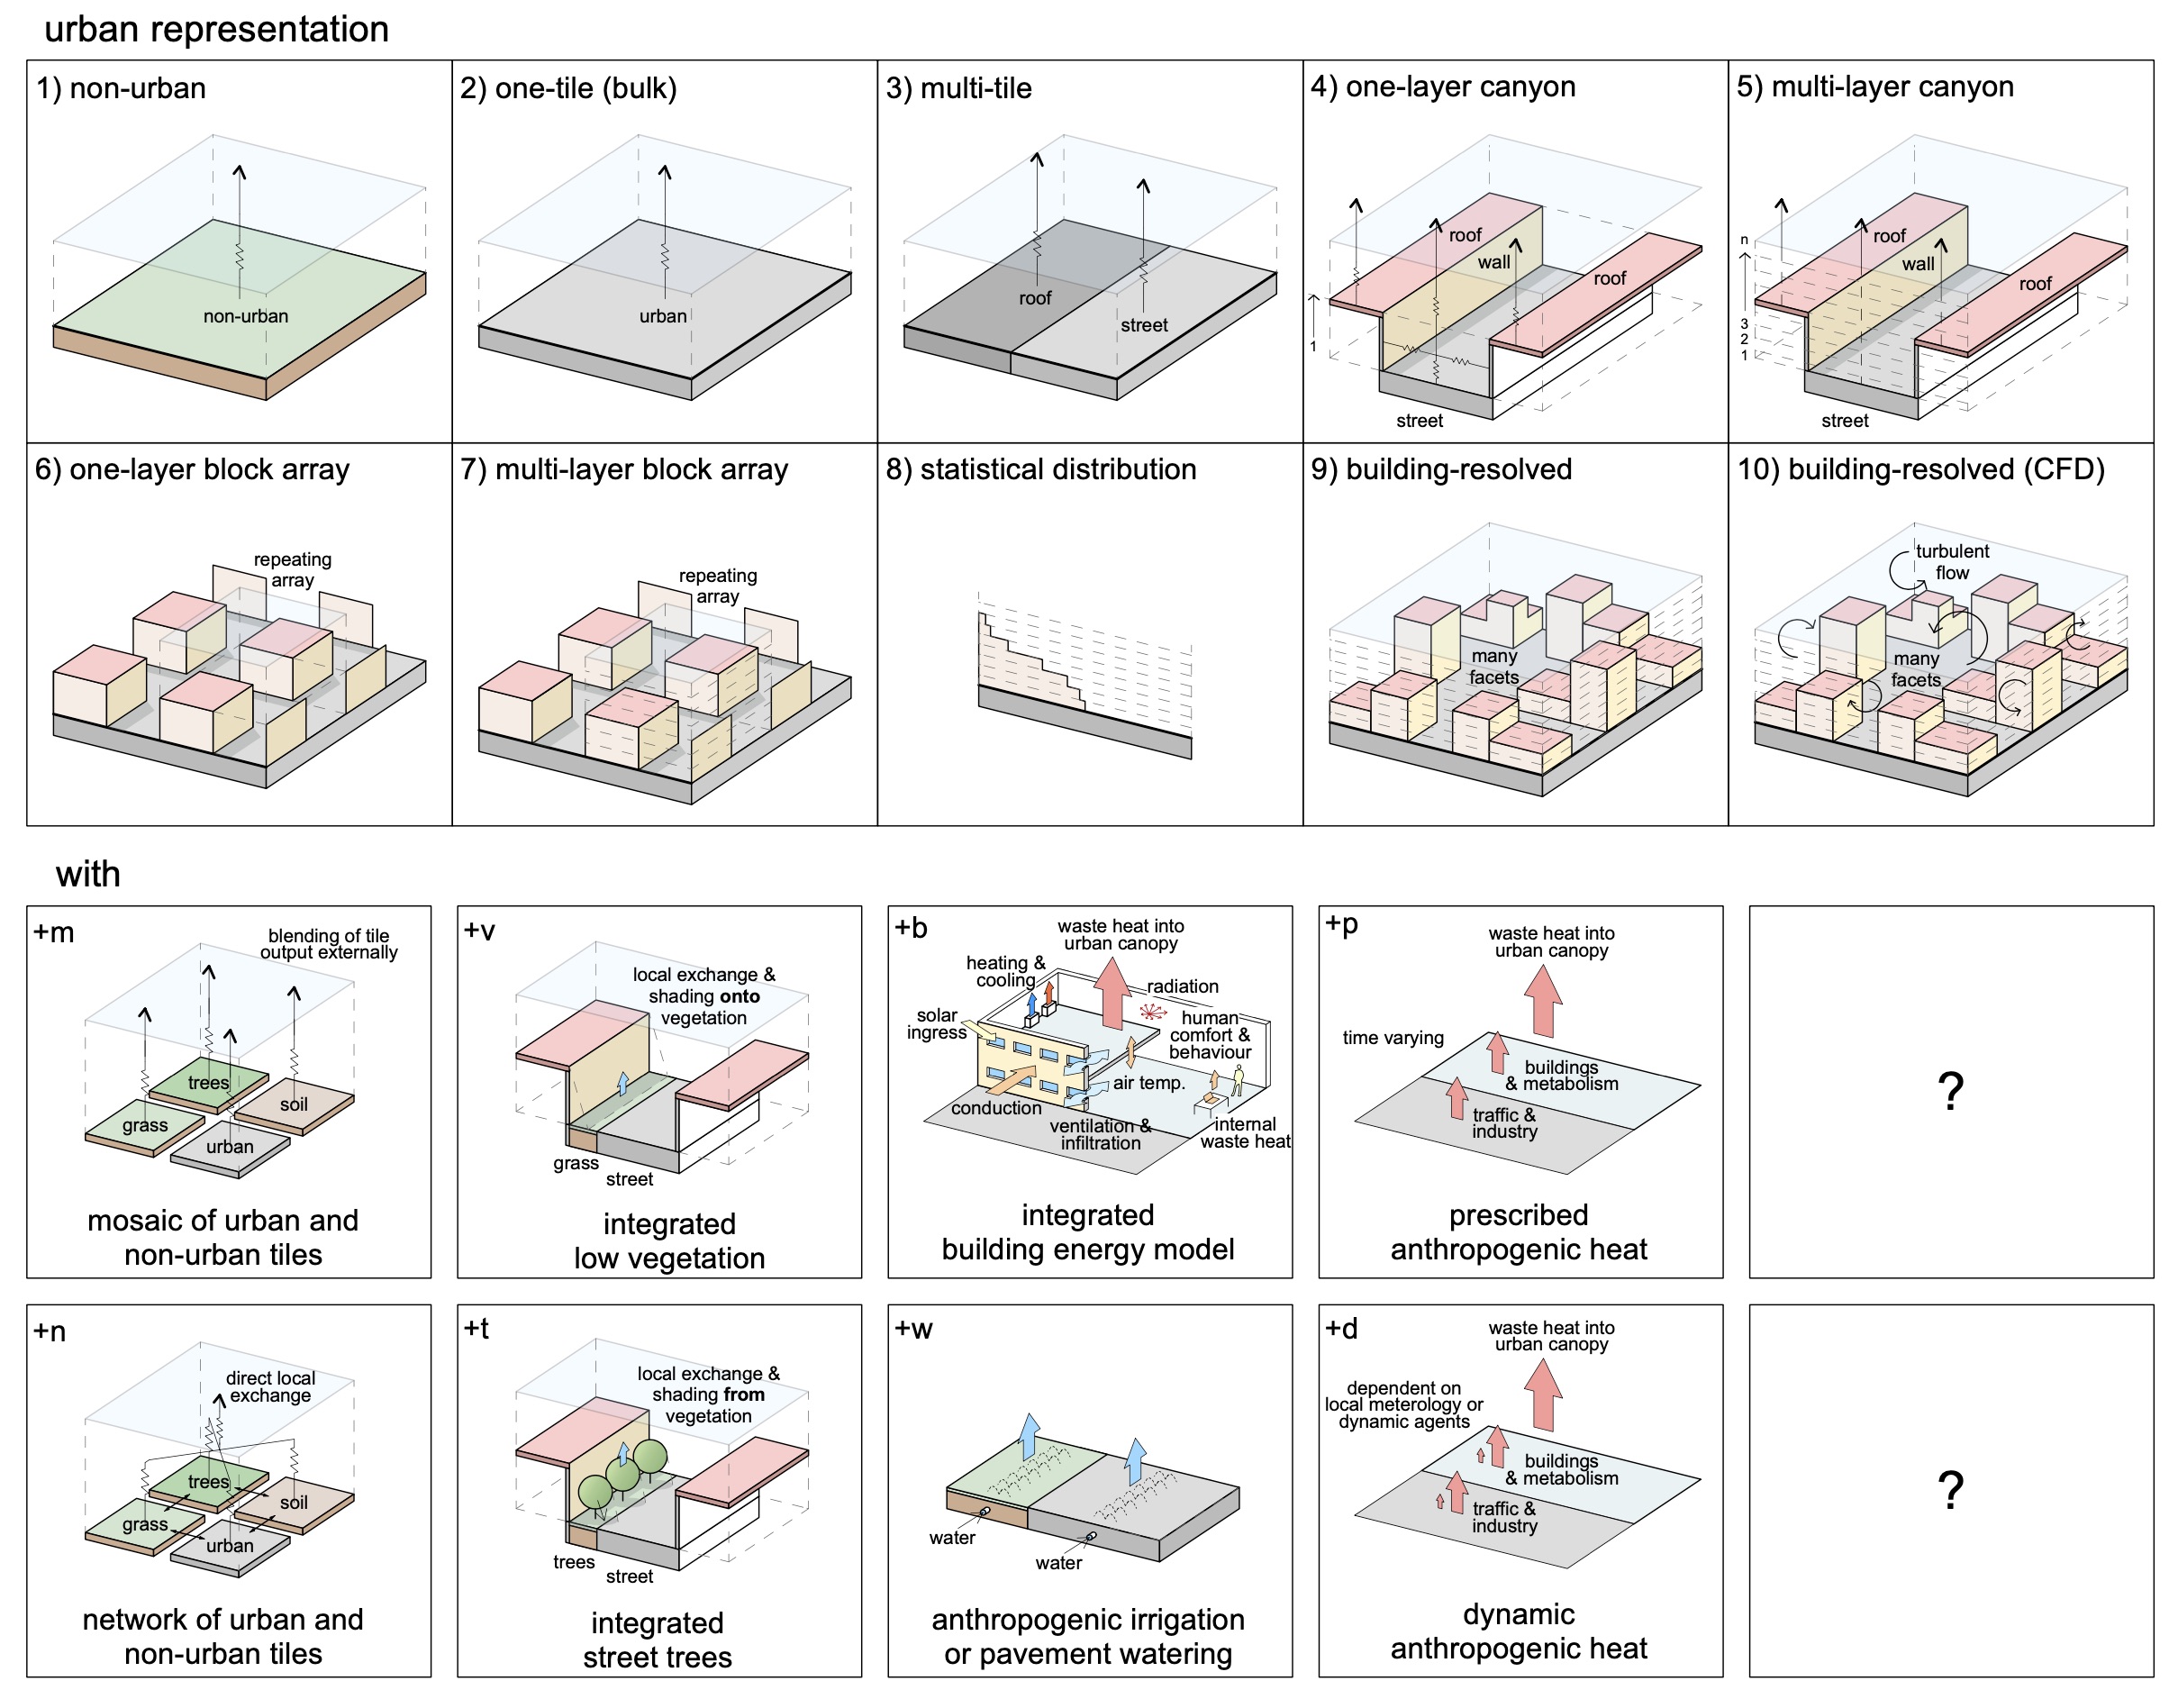 urban representation
1) non-urban
non-urban
2) one-tile (bulk)
urban
3) multi-tile
roof
street
4) one-layer canyon
roof
wall
roof
1
street
5) multi-layer canyon
n
roof
wall
roof
3
2
1
street
6) one-layer block array
repeating
array
7) multi-layer block array
repeating
array
8) statistical distribution
9) building-resolved
many
facets
10) building-resolved (CFD)
turbulent
flow
many
facets
with
+m
blending of tile
output externally
trees
soil
grass
urban
mosaic of urban and
non-urban tiles
+v
local exchange &
shading onto
vegetation
grass
street
integrated
low vegetation
+b
waste heat into
urban canopy
heating &
cooling
radiation
solar
ingress
human
comfort &
behaviour
air temp.
conduction
ventilation &
infiltration
internal
waste heat
integrated
building energy model
+p
waste heat into
urban canopy
time varying
buildings
& metabolism
traffic &
industry
prescribed
anthropogenic heat
?
+n
direct local
exchange
trees
soil
grass
urban
network of urban and
non-urban tiles
+t
local exchange &
shading from
vegetation
trees
street
integrated
street trees
+w
water
water
anthropogenic irrigation
or pavement watering
+d
waste heat into
urban canopy
dependent on
local meterology or
dynamic agents
buildings
& metabolism
traffic &
industry
dynamic
anthropogenic heat
?